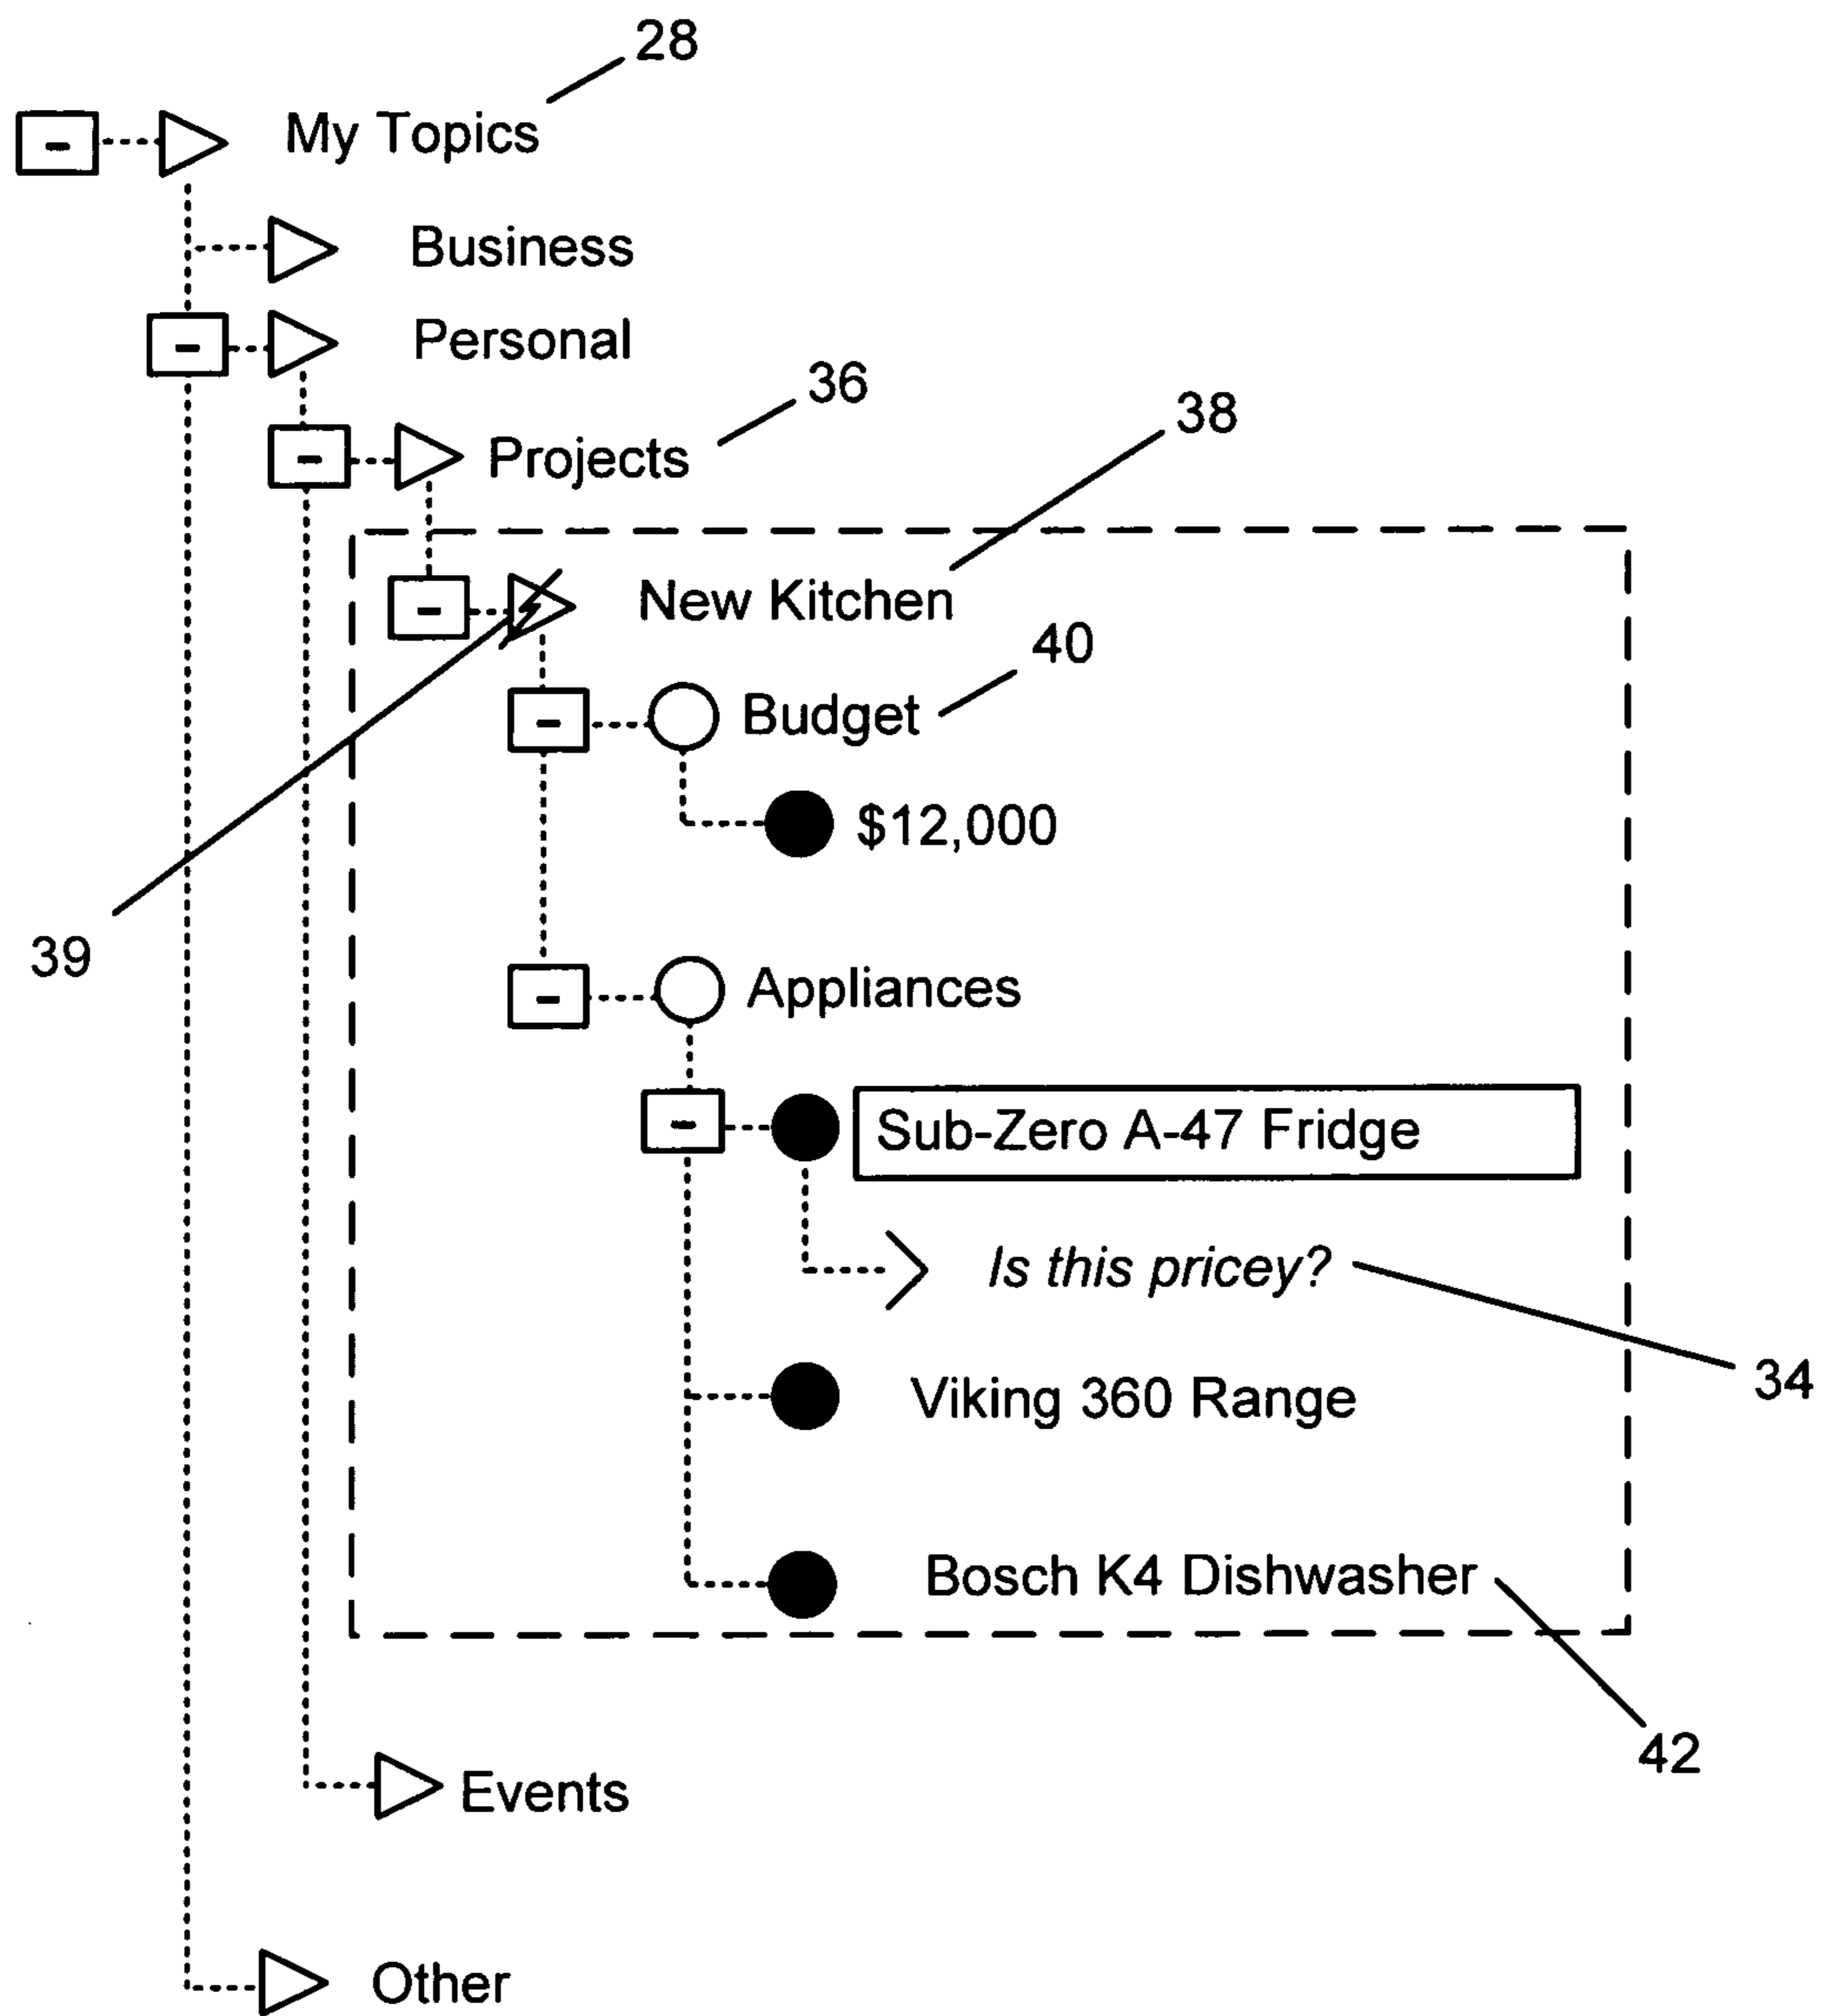 28
My Topics
Business
Personal
36
Projects
38
New Kitchen
40
Budget
$12,000
39
Appliances
Sub-Zero A-47 Fridge
Is this pricey?
34
Viking 360 Range
Bosch K4 Dishwasher
42
Events
Other